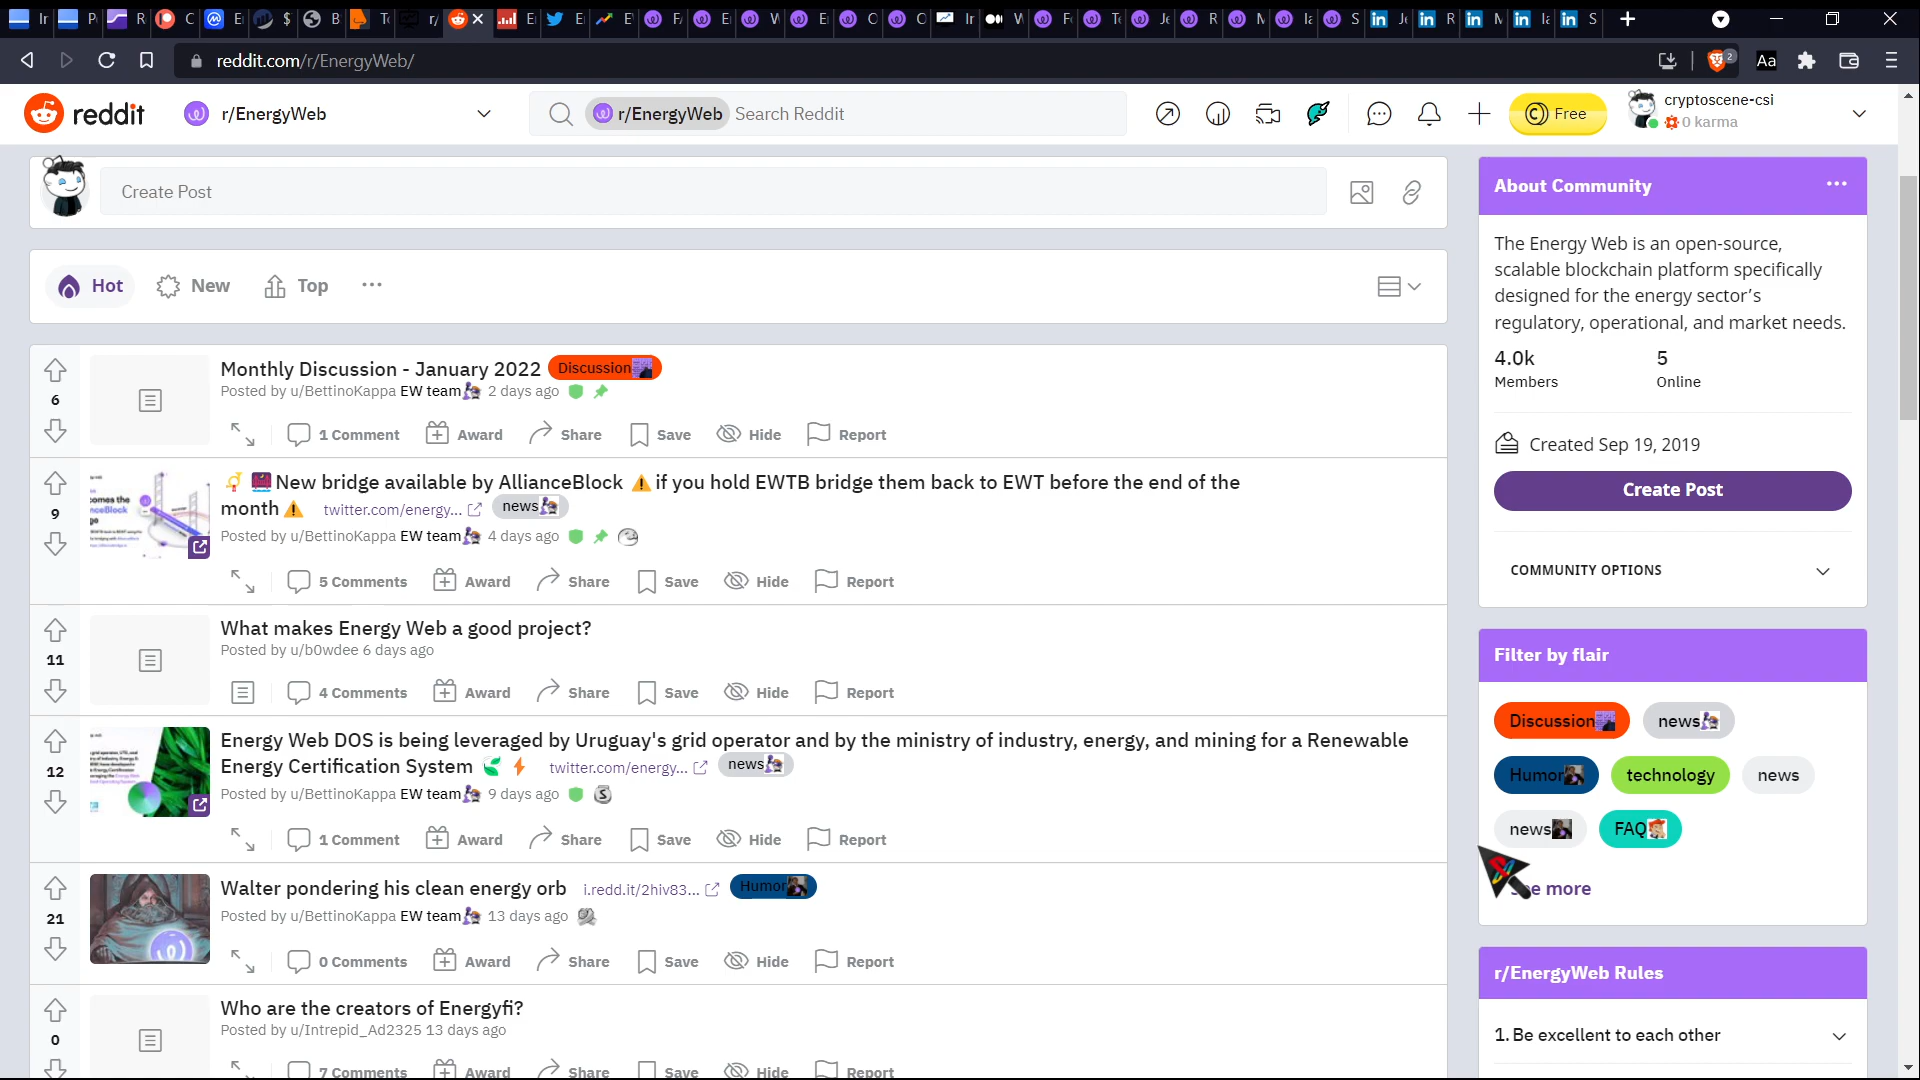 reddit.com/r/EnergyWeb/
2
Aa
reddit
r/EnergyWeb
r/EnergyWeb Search Reddit
Free
cryptoscene-csi
0 karma
Create Post
Hot
New
Top
6
Monthly Discussion - January 2022 Discussion
Posted by u/BettinoKappa EW team 2 days ago
1 Comment Award Share Save Hide Report
9
New bridge available by AllianceBlock ⚠ if you hold EWTB bridge them back to EWT before the end of the
month ⚠ twitter.com/energy... news
Posted by u/BettinoKappa EW team 4 days ago
5 Comments Award Share Save Hide Report
11
What makes Energy Web a good project?
Posted by u/b0wdee 6 days ago
4 Comments Award Share Save Hide Report
12
Energy Web DOS is being leveraged by Uruguay's grid operator and by the ministry of industry, energy, and mining for a Renewable
Energy Certification System twitter.com/energy... news
Posted by u/BettinoKappa EW team 9 days ago
1 Comment Award Share Save Hide Report
21
Walter pondering his clean energy orb i.redd.it/2hiv83... Humor
Posted by u/BettinoKappa EW team 13 days ago
0 Comments Award Share Save Hide Report
0
Who are the creators of Energyfi?
Posted by u/Intrepid_Ad2325 13 days ago
7 Comments Award Share Save Hide Report
About Community
The Energy Web is an open-source,
scalable blockchain platform specifically
designed for the energy sector's
regulatory, operational, and market needs.
4.0k 5
Members Online
Created Sep 19, 2019
Create Post
COMMUNITY OPTIONS
Filter by flair
Discussion news
Humor technology news
news FAQ
See more
r/EnergyWeb Rules
1. Be excellent to each other